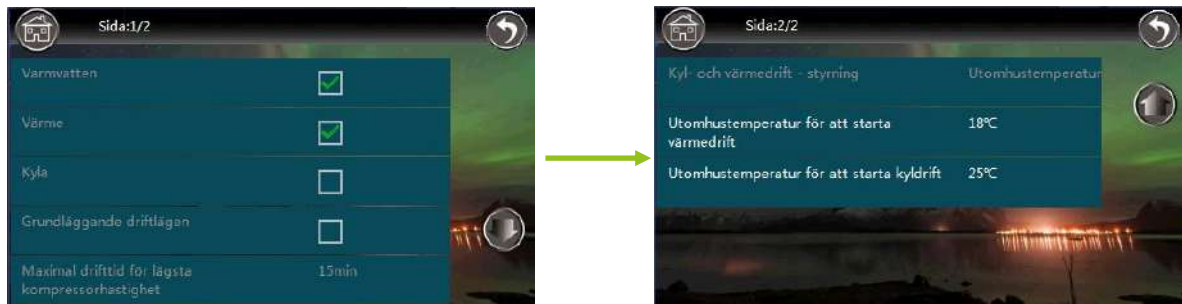 Sida:1/2
Varmvatten
Värme
Kyla
Grundläggande driftlägen
Maximal drifttid för lägsta
kompressorhastighet
15min
Sida:2/2
Kyl- och värmedrift - styrning
Utomhustemperatur
Utomhustemperatur för att starta
värmedrift
18℃
Utomhustemperatur för att starta kyldrift
25℃